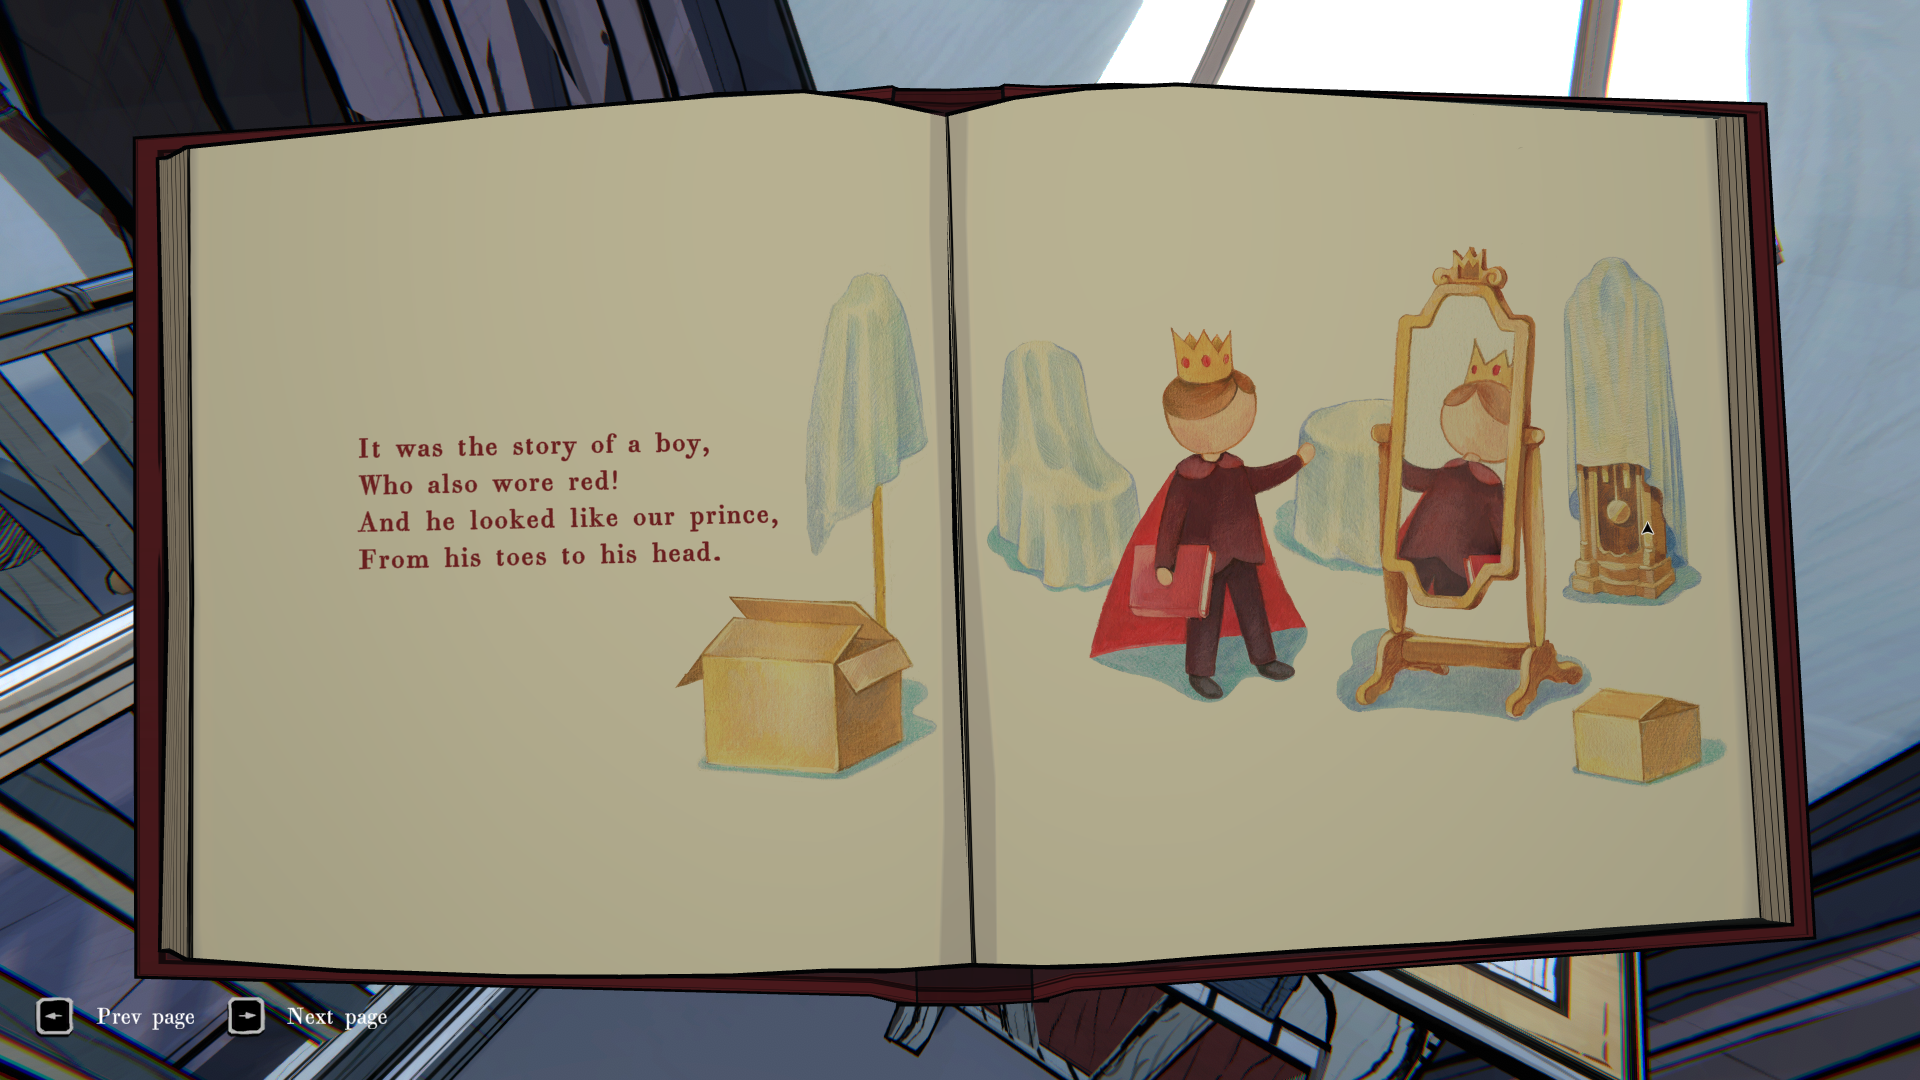 It was the story of a boy,
Who also wore red!
And he looked like our prince,
From his toes to his head.
Prev page
Next page